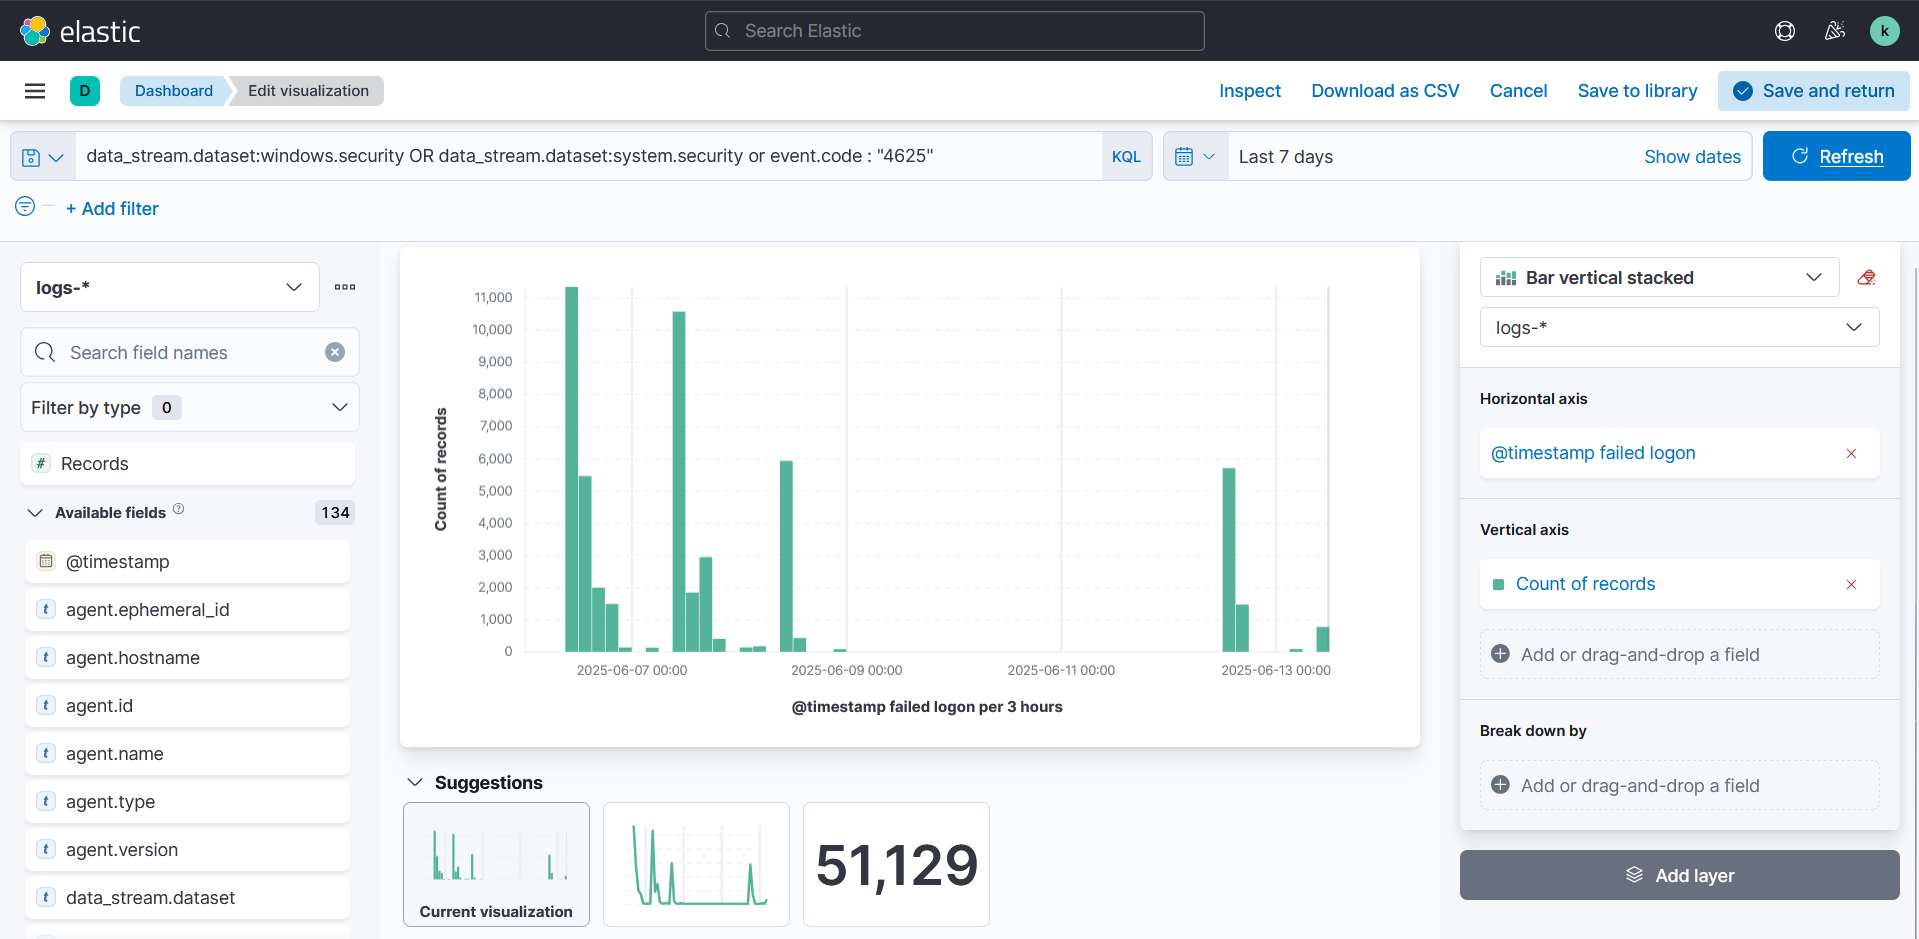 elastic
Search Elastic
k
D
Dashboard
Edit visualization
Inspect
Download as CSV
Cancel
Save to library
Save and return
data_stream.dataset:windows.security OR data_stream.dataset:system.security or event.code : "4625"
KQL
Last 7 days
Show dates
Refresh
+ Add filter
logs-*
Search field names
Filter by type 0
# Records
Available fields ? 134
@timestamp
t agent.ephemeral_id
t agent.hostname
t agent.id
t agent.name
t agent.type
t agent.version
t data_stream.dataset
Count of records
11,000
10,000
9,000
8,000
7,000
6,000
5,000
4,000
3,000
2,000
1,000
0
2025-06-07 00:00
2025-06-09 00:00
2025-06-11 00:00
2025-06-13 00:00
@timestamp failed logon per 3 hours
Suggestions
Current visualization
51,129
Bar vertical stacked
logs-*
Horizontal axis
@timestamp failed logon
Vertical axis
Count of records
Add or drag-and-drop a field
Break down by
Add or drag-and-drop a field
Add layer